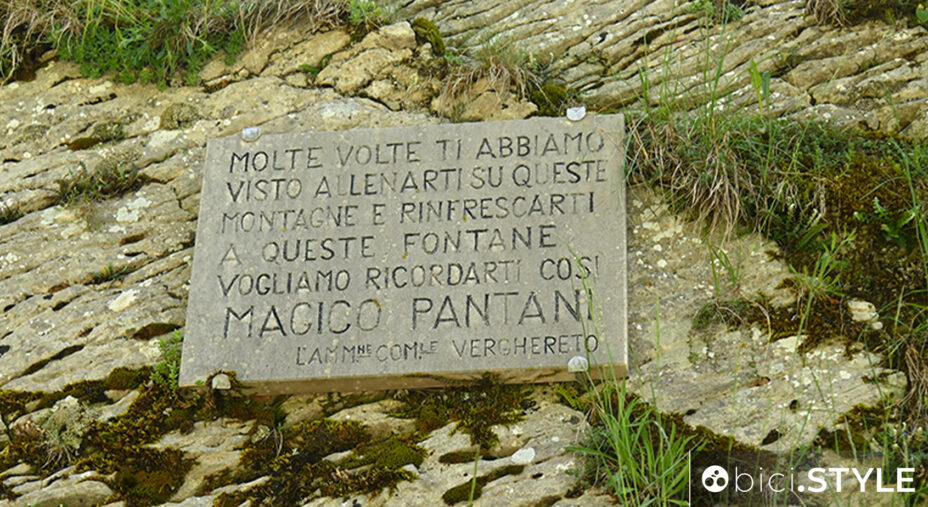 MOLTE VOLTE TI ABBIAMO
VISTO ALLENARTI SU QUESTE
MONTAGNE E RINFRESCARTI
A QUESTE FONTANE
VOGLIAMO RICORDARTI COSI
MAGICO PANTANI
L'AMM.NE COM.LE VERGHERETO
bici.STYLE